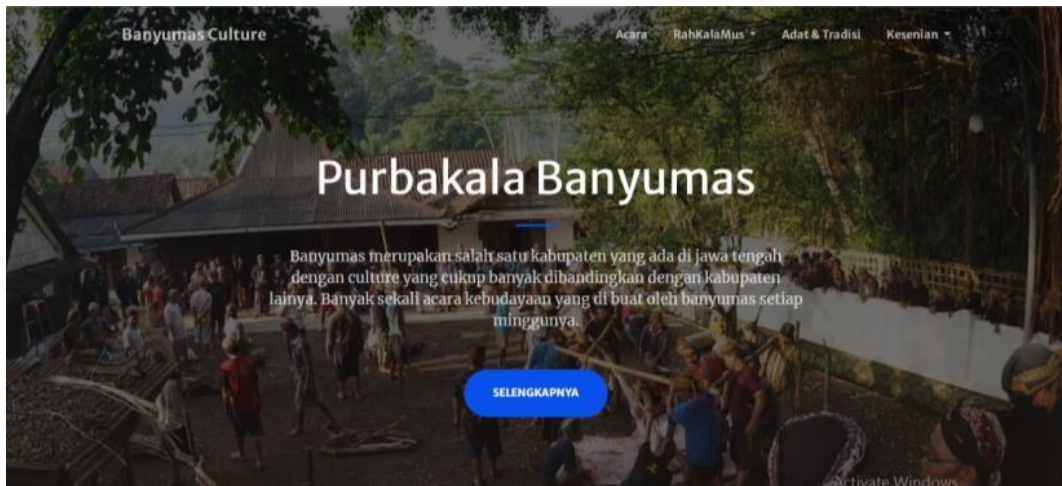 Banyumas Culture
Acara RahKalaMus Adat & Tradisi Kesenian
Purbakala Banyumas
Banyumas merupakan salah satu kabupaten yang ada di jawa tengah
dengan culture yang cukup banyak dibandingkan dengan kabupaten
lainya. Banyak sekali acara kebudayaan yang di buat oleh banyumas setiap
minggunya.
SELENGKAPNYA
Activate Windows